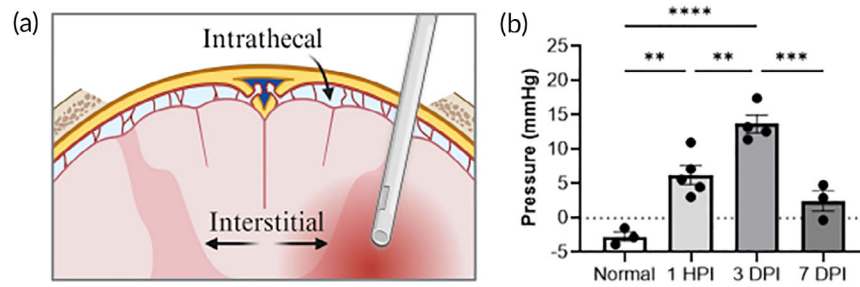 (a)
Intrathecal
Interstitial
(b)
****
** ** ***
Pressure (mmHg)
25
20
15
10
5
0
-5
Normal 1 HPI 3 DPI 7 DPI